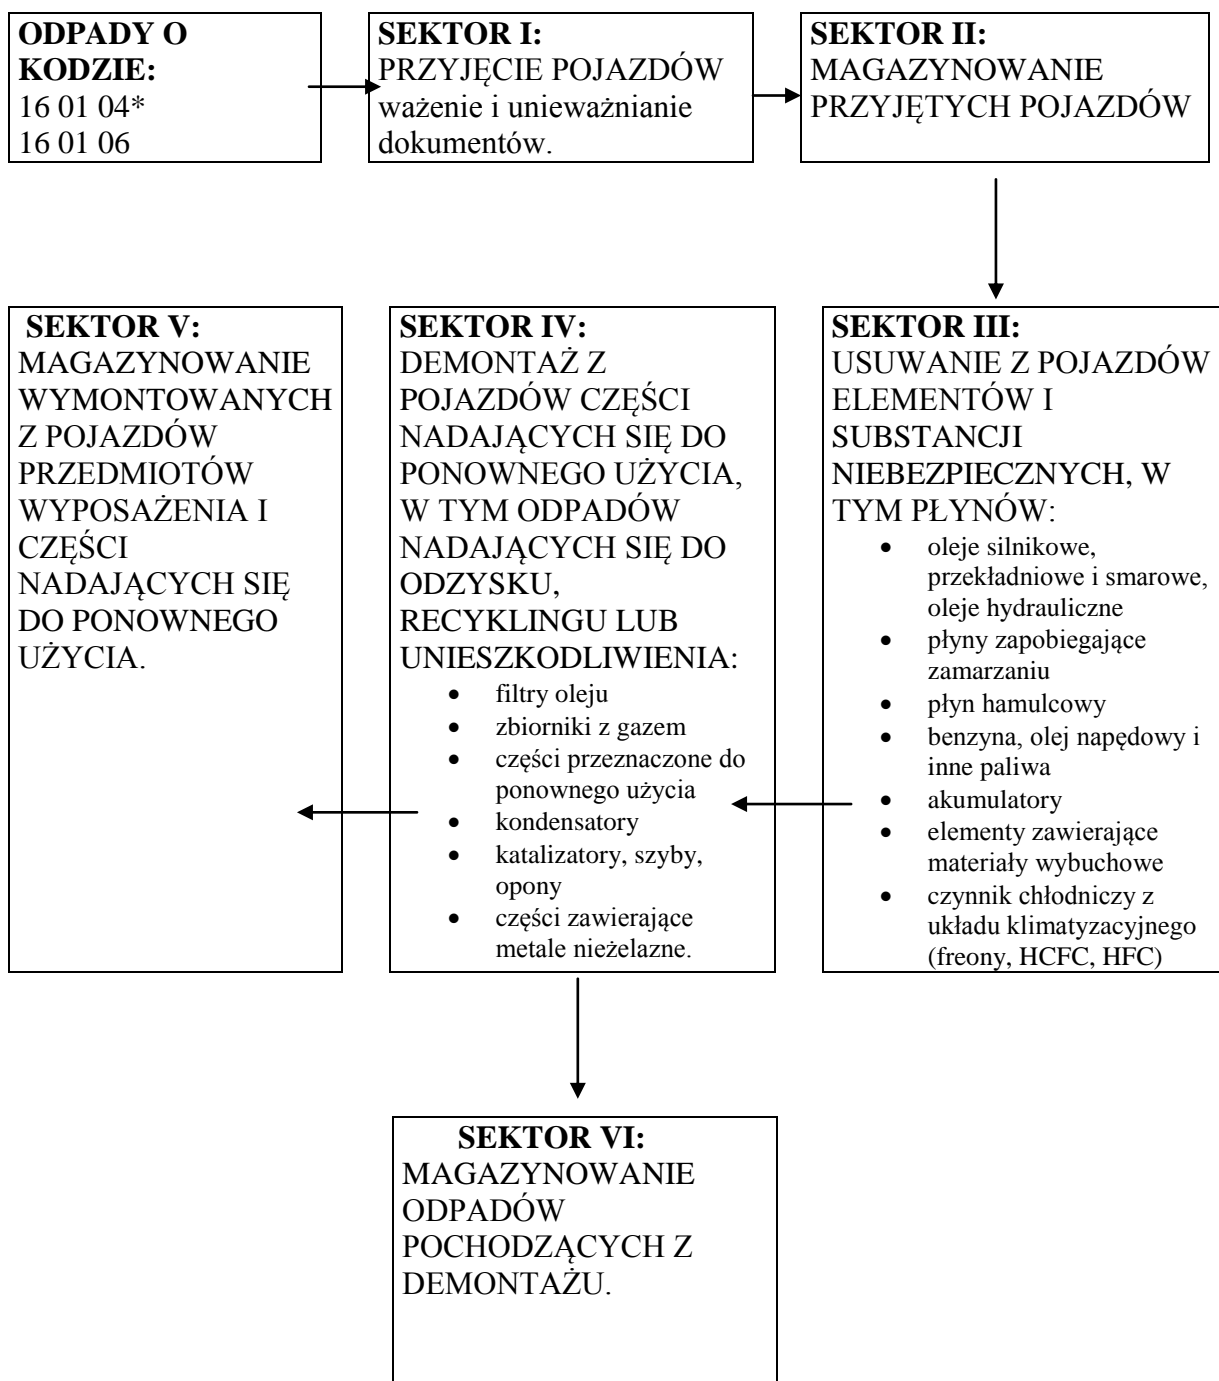 ODPADY O
KODZIE:
16 01 04*
16 01 06
SEKTOR I:
PRZYJĘCIE POJAZDÓW
ważenie i unieważnianie
dokumentów.
SEKTOR II:
MAGAZYNOWANIE
PRZYJĘTYCH POJAZDÓW
SEKTOR III:
USUWANIE Z POJAZDÓW
ELEMENTÓW I
SUBSTANCJI
NIEBEZPIECZNYCH, W
TYM PŁYNÓW:
• oleje silnikowe,
przekładniowe i smarowe,
oleje hydrauliczne
• płyny zapobiegające
zamarzaniu
• płyn hamulcowy
• benzyna, olej napędowy i
inne paliwa
• akumulatory
• elementy zawierające
materiały wybuchowe
• czynnik chłodniczy z
układu klimatyzacyjnego
(freony, HCFC, HFC)
SEKTOR IV:
DEMONTAŻ Z
POJAZDÓW CZĘŚCI
NADAJĄCYCH SIĘ DO
PONOWNEGO UŻYCIA,
W TYM ODPADÓW
NADAJĄCYCH SIĘ DO
ODZYSKU,
RECYKLINGU LUB
UNIESZKODLIWIENIA:
• filtry oleju
• zbiorniki z gazem
• części przeznaczone do
ponownego użycia
• kondensatory
• katalizatory, szyby,
opony
• części zawierające
metale nieżelazne.
SEKTOR V:
MAGAZYNOWANIE
WYMONTOWANYCH
Z POJAZDÓW
PRZEDMIOTÓW
WYPOSAŻENIA I
CZĘŚCI
NADAJĄCYCH SIĘ
DO PONOWNEGO
UŻYCIA.
SEKTOR VI:
MAGAZYNOWANIE
ODPADÓW
POCHODZĄCYCH Z
DEMONTAŻU.